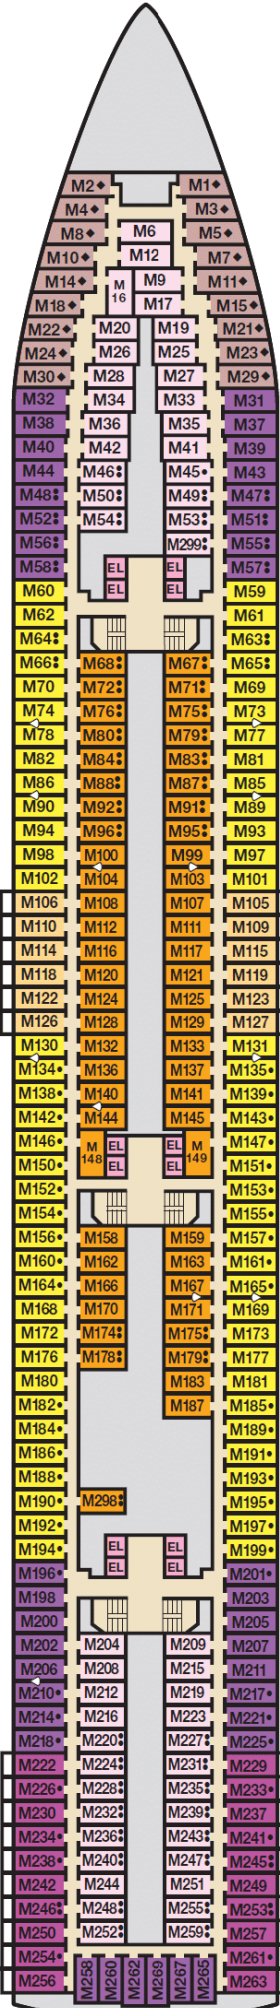 M2◆ M1◆
M4◆ M3◆
M8◆ M6 M5◆
M10◆ M12 M7◆
M14◆ M 16 M9 M11◆
M18◆ M17 M15◆
M22◆ M20 M19 M21◆
M24◆ M26 M25 M23◆
M30◆ M28 M27 M29◆
M32 M34 M33 M31
M38 M36 M35 M37
M40 M42 M41 M39
M44 M46: M45• M43
M48: M50: M49: M47:
M52: M54: M53: M51:
M56: M299: M55:
M58: EL EL M57:
M60 EL EL M59
M62 M61
M64: M63:
M66: M68: M67: M65:
M70 M72: M71: M69
M74 M76: M75: M73
M78 M80: M79: M77
M82 M84: M83: M81
M86 M88: M87: M85
M90 M92: M91: M89
M94 M96: M95: M93
M98 M100 M99 M97
M102 M104 M103 M101
M106 M108 M107 M105
M110 M112 M111 M109
M114 M116 M117 M115
M118 M120 M121 M119
M122 M124 M125 M123
M126 M128 M129 M127
M130 M132 M133 M131
M134• M136 M137 M135•
M138• M140 M141 M139•
M142• M144 M145 M143•
M146• M 148 EL EL M 149 M147•
M150• EL EL M151•
M152• M153•
M154• M155•
M156• M158 M159 M157•
M160• M162 M163 M161•
M164• M166 M167 M165•
M168 M170 M171 M169
M172 M174: M175: M173
M176 M178: M179: M177
M180 M183 M181
M182• M187 M185•
M184• M189•
M186• M191•
M188• M193•
M190• M298: M195•
M192• M197•
M194• EL EL M199•
M196• EL EL M201•
M198 M203
M200 M205
M202 M204 M209 M207
M206 M208 M215 M211
M210• M212 M219 M217•
M214• M216 M223 M221•
M218• M220: M227: M225•
M222 M224: M231: M229
M226• M228: M235: M233•
M230 M232: M239: M237
M234• M236: M243: M241•
M238• M240: M247: M245:
M242 M244 M251 M249
M246: M248: M255: M253:
M250 M252: M259: M257
M254• M261•
M256 M258 M260 M262 M269 M267 M265 M263